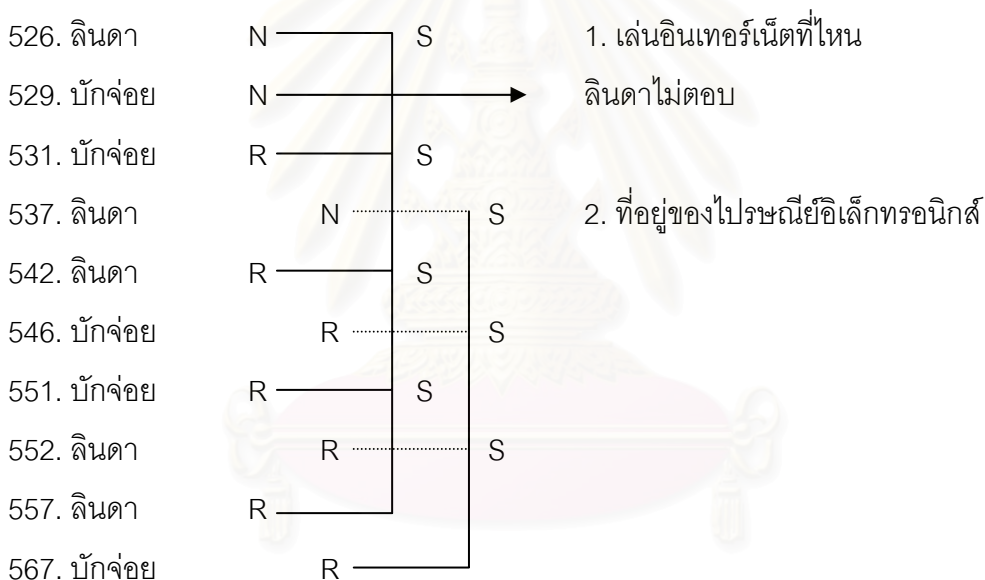 526. ลินดา N S 1. เล่นอินเทอร์เน็ตที่ไหน
529. บักจ่อย N ลินดาไม่ตอบ
531. บักจ่อย R S
537. ลินดา N S 2. ที่อยู่ของไปรษณีย์อิเล็กทรอนิกส์
542. ลินดา R S
546. บักจ่อย R S
551. บักจ่อย R S
552. ลินดา R S
557. ลินดา R
567. บักจ่อย R